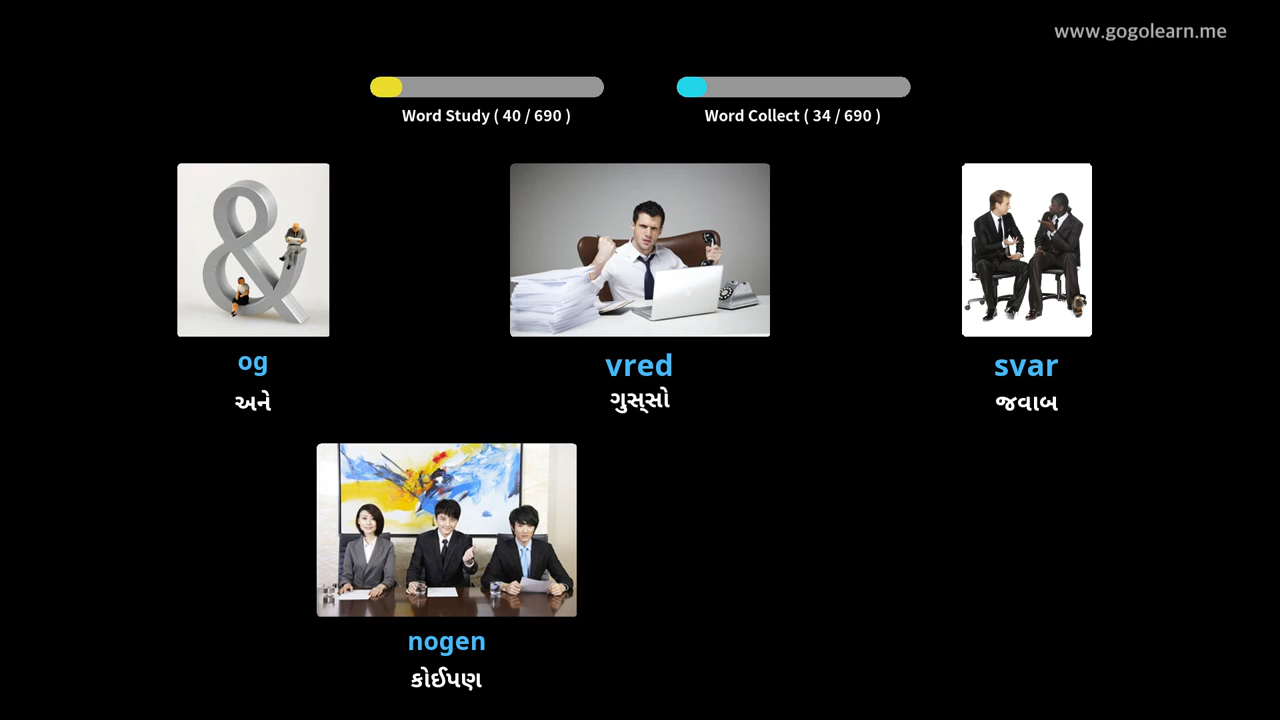 www.gogolearn.me
Word Study ( 40 / 690 )
Word Collect ( 34 / 690 )
&
og
vred
svar
અને
ગુસ્સો
જવાબ
nogen
કોઈપણ